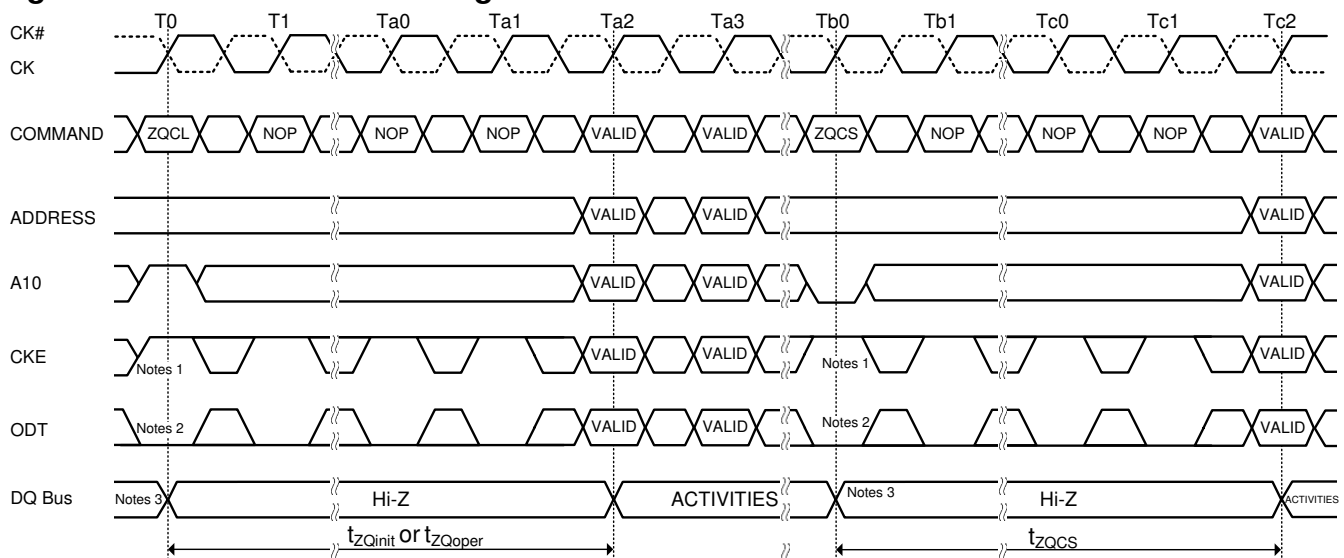 T0 T1 Ta0 Ta1 Ta2 Ta3 Tb0 Tb1 Tc0 Tc1 Tc2
CK#
CK
COMMAND ZQCL NOP NOP NOP VALID VALID ZQCS NOP NOP NOP VALID
ADDRESS VALID VALID VALID
A10 VALID VALID VALID
CKE Notes 1 VALID VALID Notes 1 VALID
ODT Notes 2 VALID VALID Notes 2 VALID
DQ Bus Notes 3 Hi-Z ACTIVITIES Notes 3 Hi-Z ACTIVITIES
tZQinit or tZQoper tZQCS